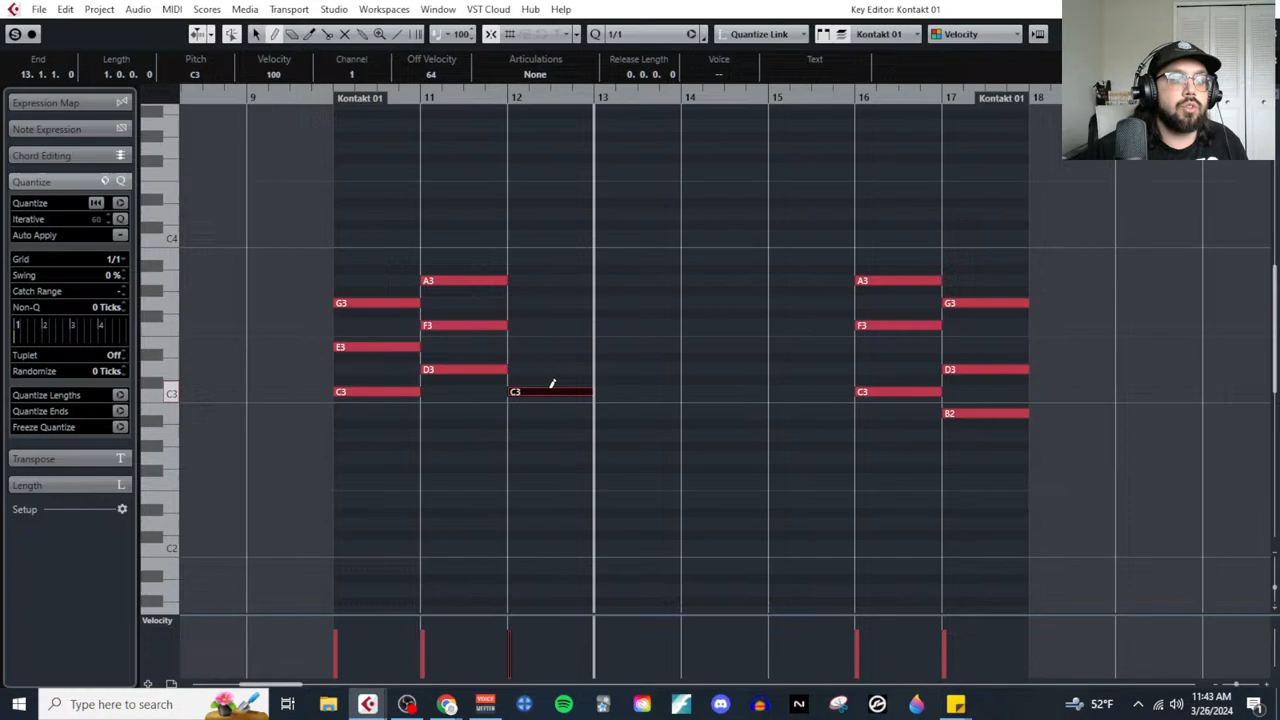 File Edit Project Audio MIDI Scores Media Transport Studio Workspaces Window VST Cloud Hub Help Key Editor: Kontakt 01
100 Q 1/1 Quantize Link Kontakt 01 Velocity
End Length Pitch Velocity Channel Off Velocity Articulations Release Length Voice Text
13. 1. 1. 0 1. 0. 0. 0 C3 100 1 64 None 0. 0. 0. 0 --
9 Kontakt 01 11 12 13 14 15 16 17 Kontakt 01 18
Expression Map
Note Expression
Chord Editing
Quantize Q
Quantize
Iterative 60 Q
Auto Apply
Grid 1/1
Swing 0 %
Catch Range -
Non-Q 0 Ticks
1 2 3 4
Tuplet Off
Randomize 0 Ticks
Quantize Lengths
Quantize Ends
Freeze Quantize
Transpose T
Length L
Setup
C4
A3 A3
G3 G3
F3 F3
E3
D3 D3
C3 C3 C3 C3
B2
C2
Velocity
Type here to search
52°F
11:43 AM
3/26/2024